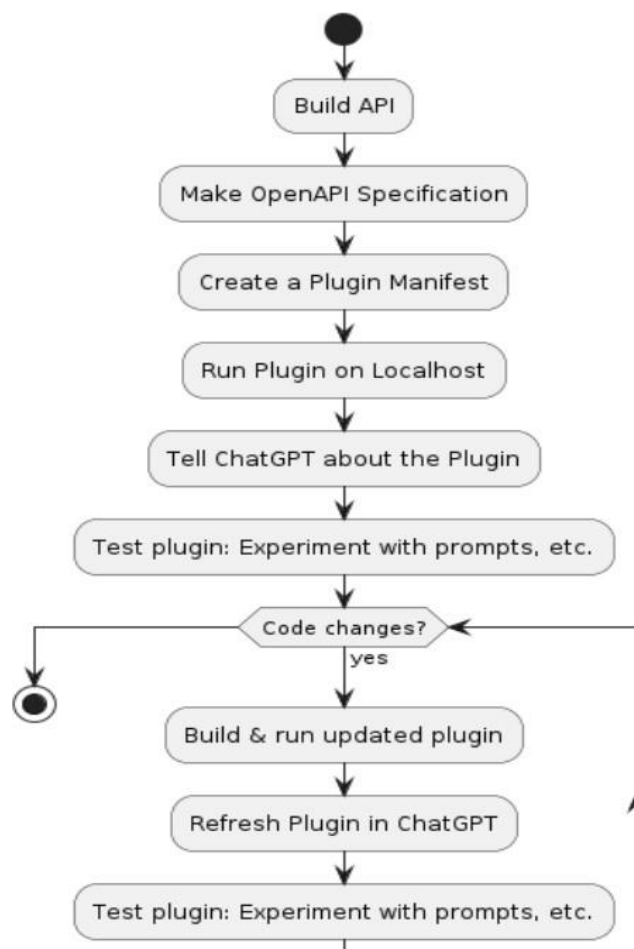 Build API
Make OpenAPI Specification
Create a Plugin Manifest
Run Plugin on Localhost
Tell ChatGPT about the Plugin
Test plugin: Experiment with prompts, etc.
Code changes?
yes
Build & run updated plugin
Refresh Plugin in ChatGPT
Test plugin: Experiment with prompts, etc.